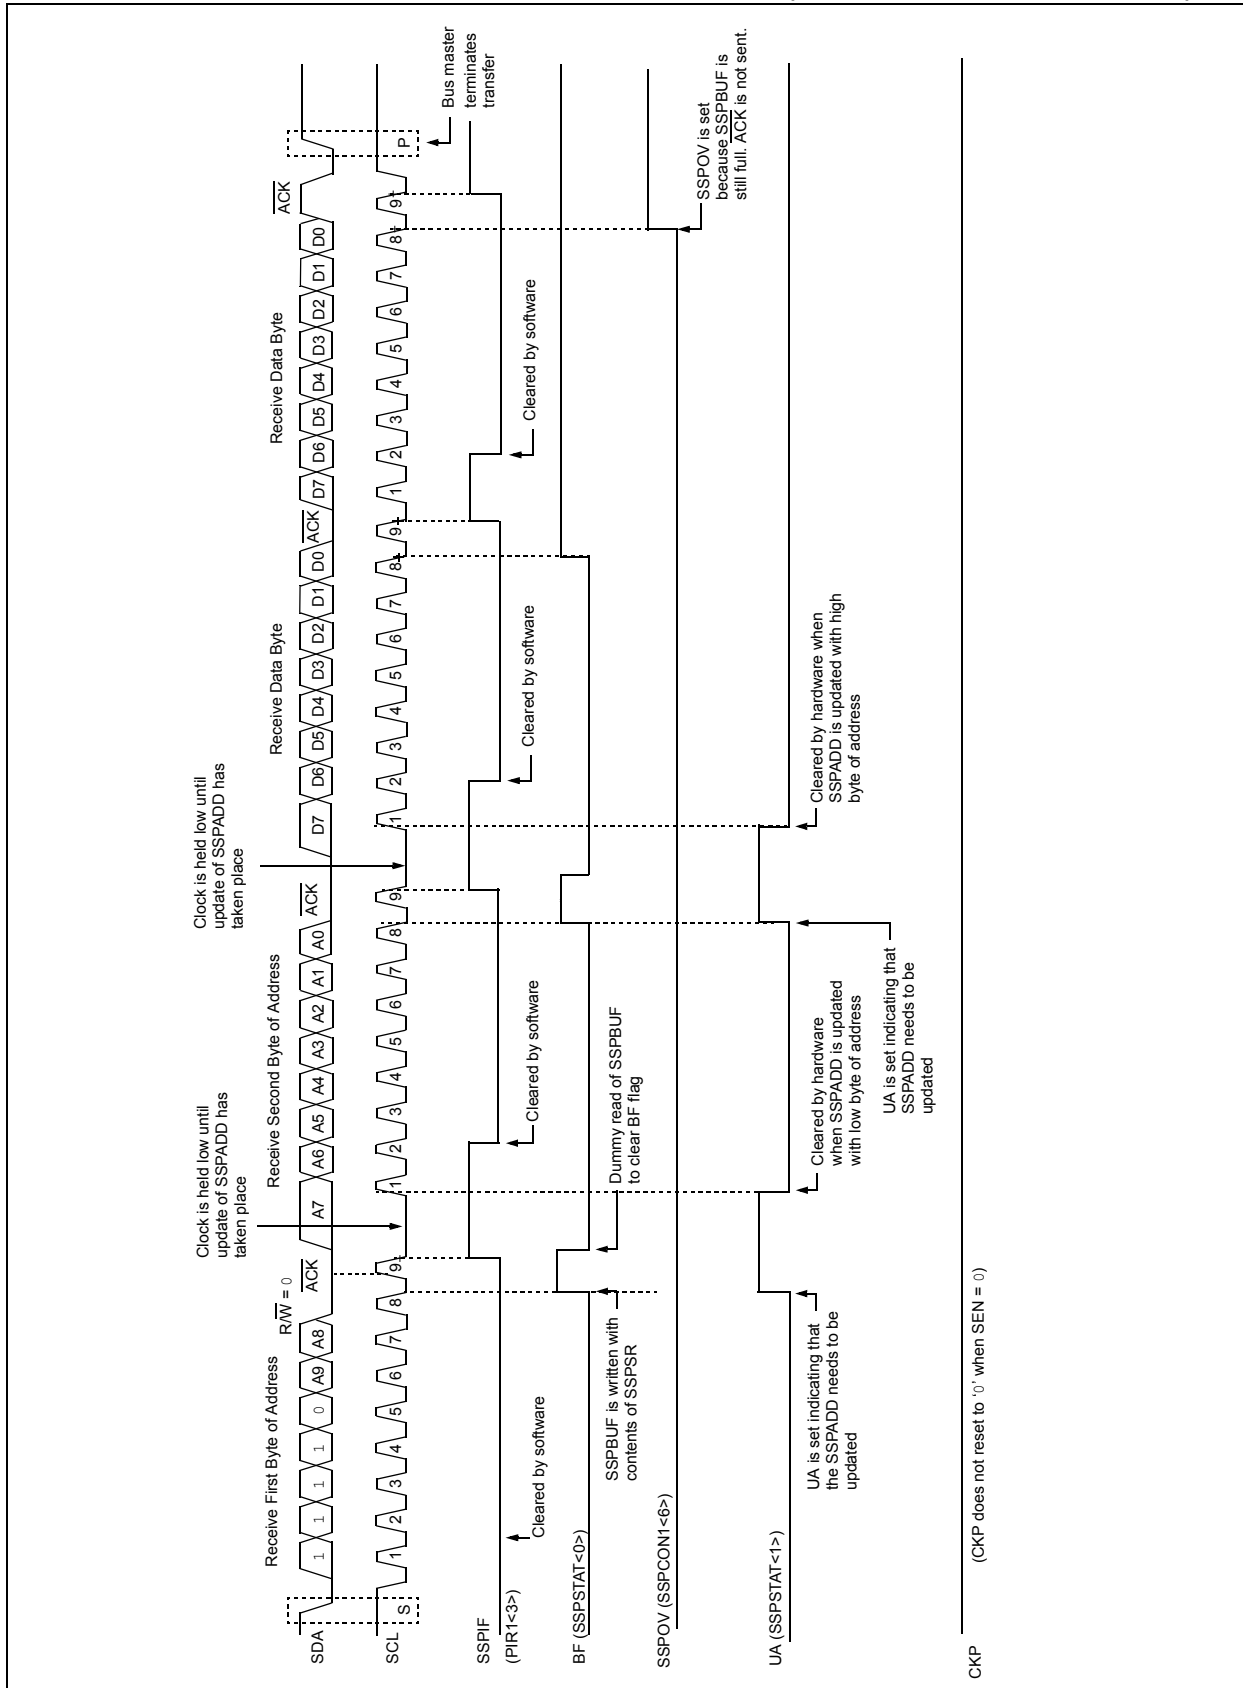 Receive First Byte of Address
R/W = 0
ACK
Clock is held low until
update of SSPADD has
taken place
Receive Second Byte of Address
ACK
Clock is held low until
update of SSPADD has
taken place
Receive Data Byte
ACK
Receive Data Byte
ACK
SDA
1 1 1 1 0 A9 A8 A7 A6 A5 A4 A3 A2 A1 A0 D7 D6 D5 D4 D3 D2 D1 D0 D7 D6 D5 D4 D3 D2 D1 D0
SCL
S 1 2 3 4 5 6 7 8 9 1 2 3 4 5 6 7 8 9 1 2 3 4 5 6 7 8 9 1 2 3 4 5 6 7 8 9 P
Bus master
terminates
transfer
SSPIF
(PIR1<3>)
Cleared by software
Cleared by software
Cleared by software
Cleared by software
BF (SSPSTAT<0>)
SSPBUF is written with
contents of SSPSR
Dummy read of SSPBUF
to clear BF flag
SSPOV (SSPCON1<6>)
SSPOV is set
because SSPBUF is
still full. ACK is not sent.
UA (SSPSTAT<1>)
UA is set indicating that
the SSPADD needs to be
updated
Cleared by hardware
when SSPADD is updated
with low byte of address
UA is set indicating that
SSPADD needs to be
updated
Cleared by hardware when
SSPADD is updated with high
byte of address
CKP
(CKP does not reset to ‘0’ when SEN = 0)